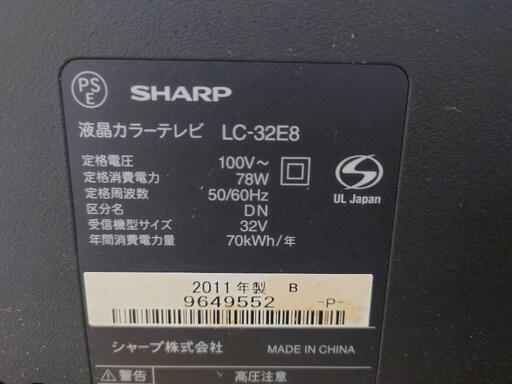 PS
E
SHARP
液晶カラーテレビ LC-32E8
定格電圧 100V~
定格消費電力 78W
定格周波数 50/60Hz
区分名 DN
受信機型サイズ 32V
年間消費電力量 70kWh/年
S
UL Japan
2011年製 B
9649552 -P-
シャープ株式会社 MADE IN CHINA
⚠警告 高圧注意